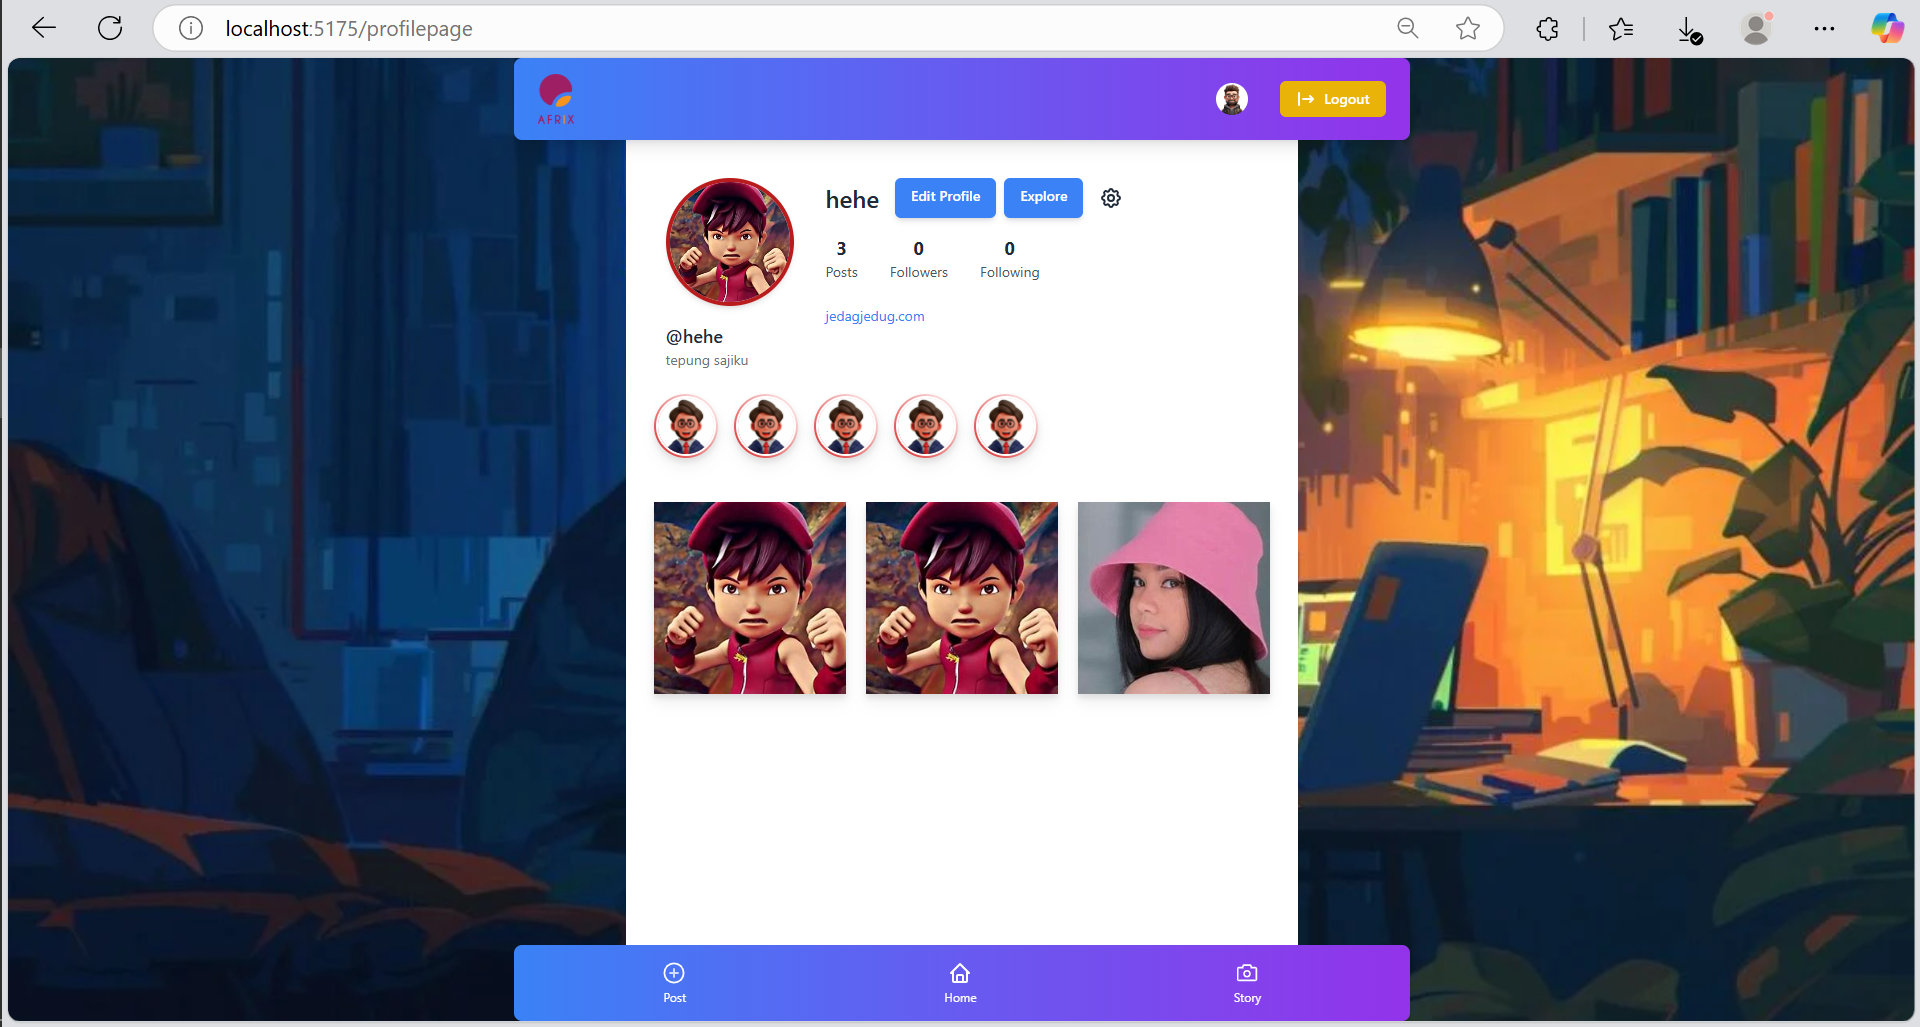 localhost:5175/profilepage
AFRIX
Logout
hehe
Edit Profile
Explore
3 0 0
Posts Followers Following
jedagjedug.com
@hehe
tepung sajiku
Post
Home
Story